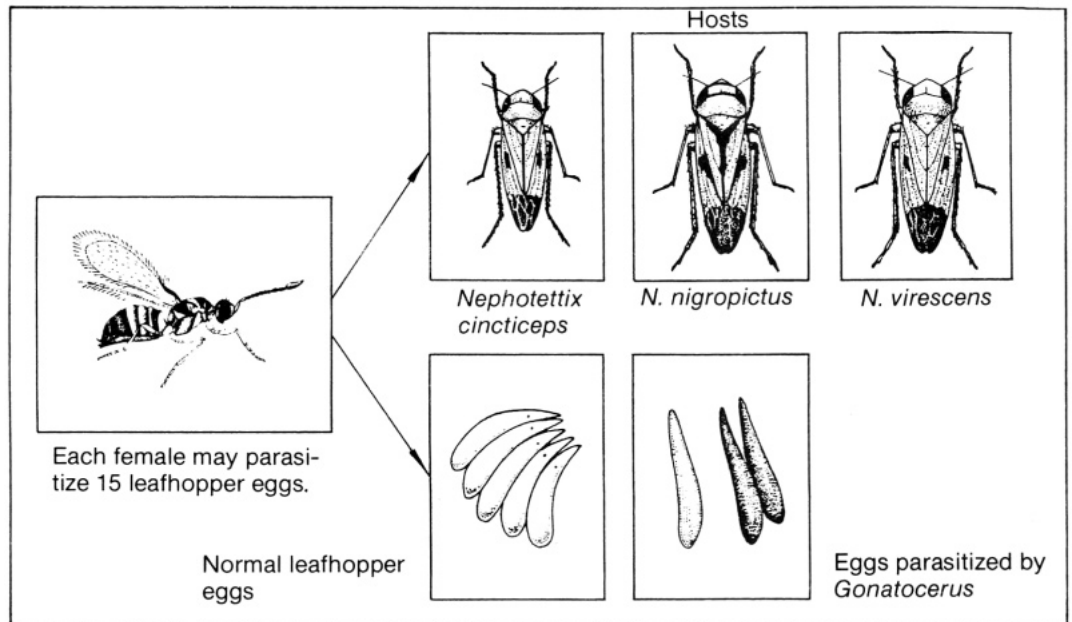 Hosts
Nephotettix
cincticeps
N. nigropictus
N. virescens
Each female may parasi-
tize 15 leafhopper eggs.
Normal leafhopper
eggs
Eggs parasitized by
Gonatocerus